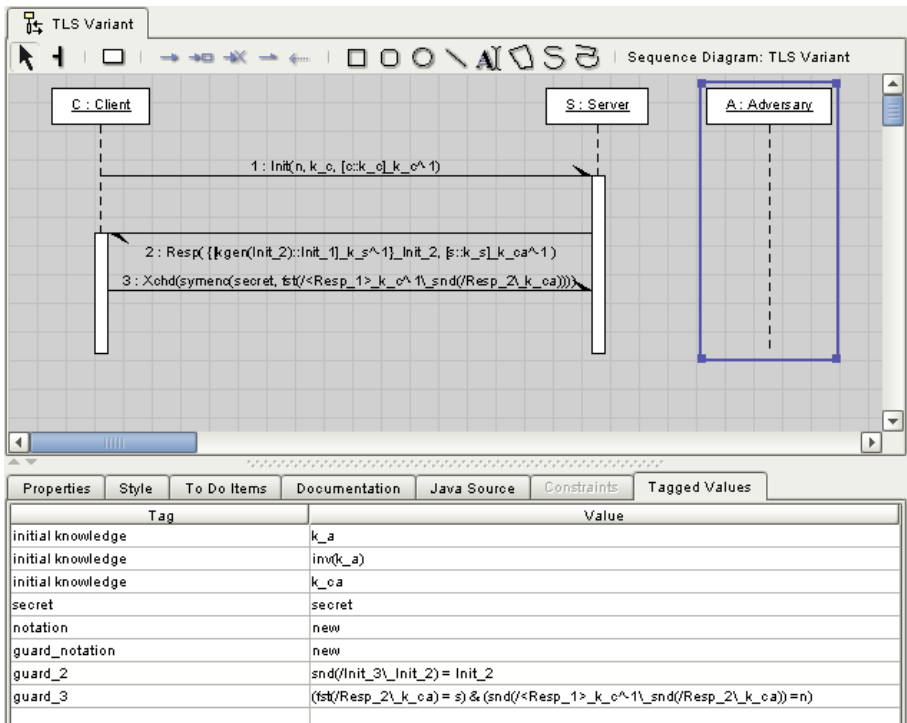 TLS Variant
Sequence Diagram: TLS Variant
C : Client
S : Server
A : Adversary
1 : Init(n, k_c, [c::k_c]_k_c^-1)
2 : Resp( {[kgen(Init_2)::Init_1]_k_s^-1}_Init_2, [s::k_s]_k_ca^-1 )
3 : Xchd(symenc(secret, fst(/<Resp_1>_k_c^-1\_snd(/Resp_2\_k_ca))))
Properties Style To Do Items Documentation Java Source Constraints Tagged Values
Tag Value
initial knowledge k_a
initial knowledge inv(k_a)
initial knowledge k_ca
secret secret
notation new
guard_notation new
guard_2 snd(/Init_3\_Init_2) = Init_2
guard_3 (fst(/Resp_2\_k_ca) = s) & (snd(/<Resp_1>_k_c^-1\_snd(/Resp_2\_k_ca)) =n)